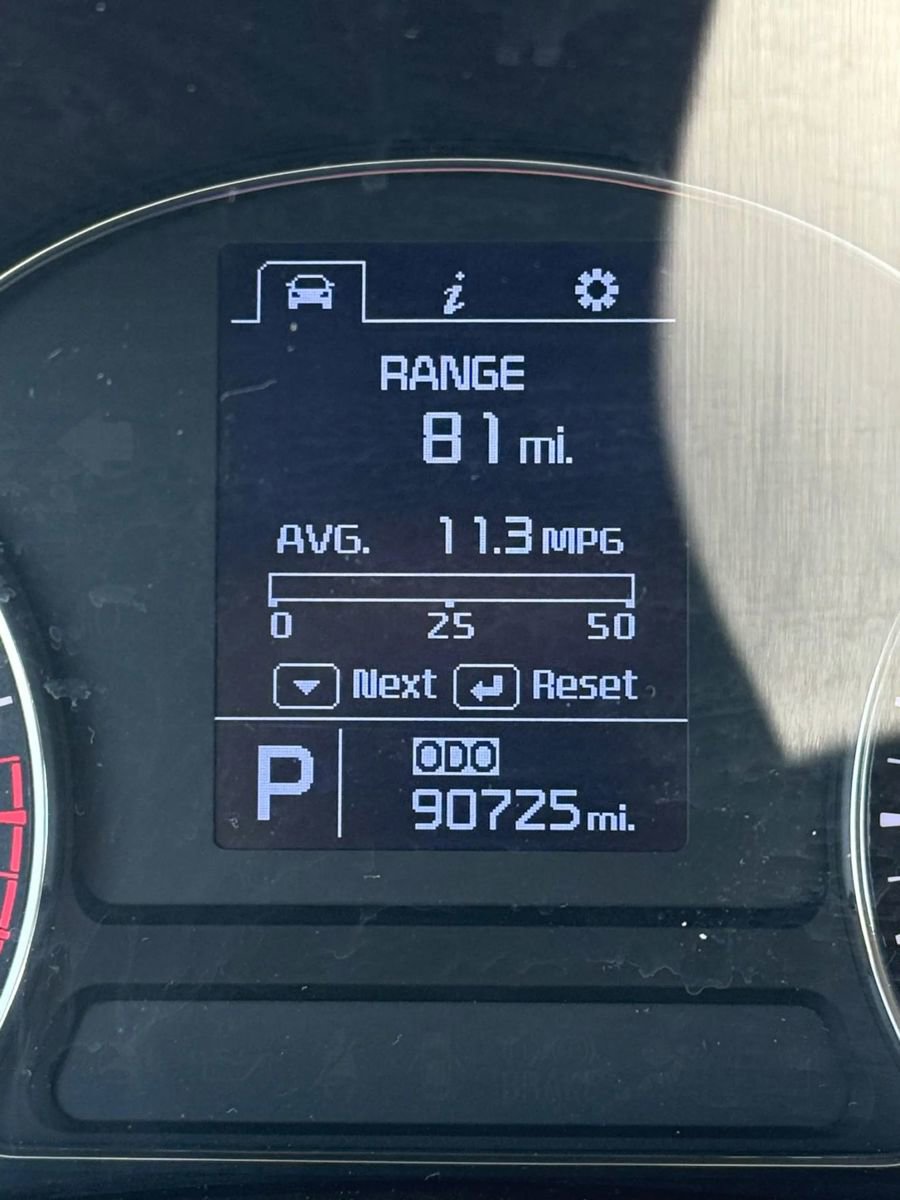 i
RANGE
81 mi.
AVG. 11.3 MPG
0 25 50
Next Reset
P
ODO
90725 mi.